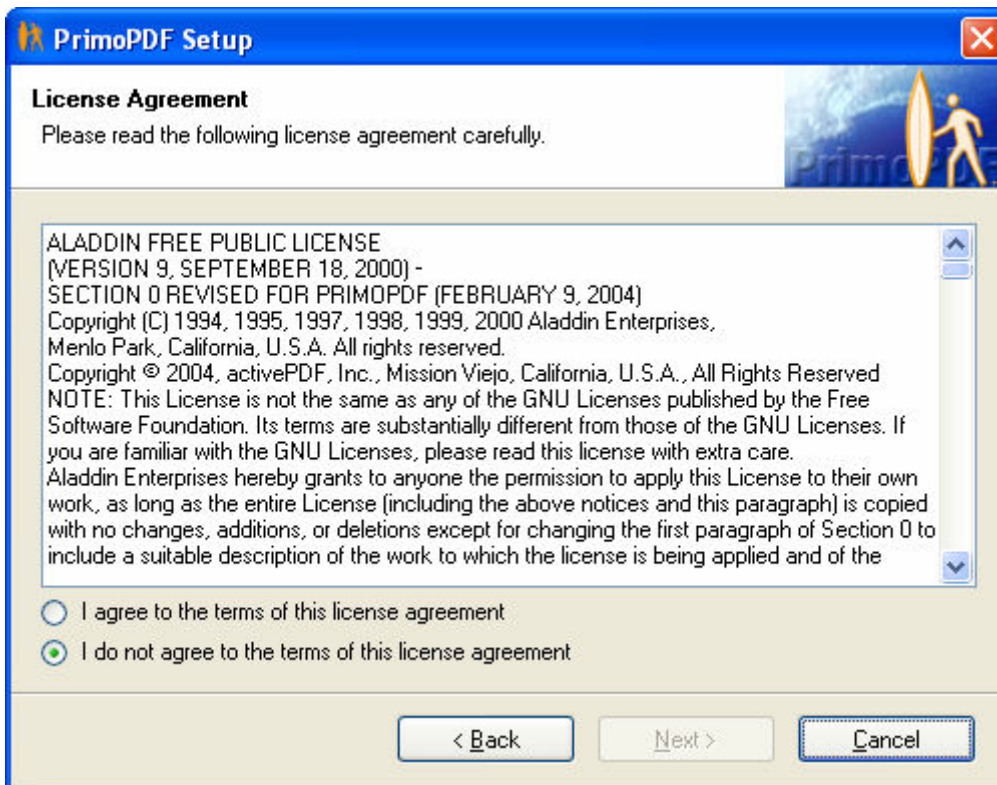 PrimoPDF Setup
License Agreement
Please read the following license agreement carefully.
PrimoPDF
ALADDIN FREE PUBLIC LICENSE
(VERSION 9, SEPTEMBER 18, 2000) -
SECTION 0 REVISED FOR PRIMOPDF (FEBRUARY 9, 2004)
Copyright (C) 1994, 1995, 1997, 1998, 1999, 2000 Aladdin Enterprises,
Menlo Park, California, U.S.A. All rights reserved.
Copyright © 2004, activePDF, Inc., Mission Viejo, California, U.S.A., All Rights Reserved
NOTE: This License is not the same as any of the GNU Licenses published by the Free
Software Foundation. Its terms are substantially different from those of the GNU Licenses. If
you are familiar with the GNU Licenses, please read this license with extra care.
Aladdin Enterprises hereby grants to anyone the permission to apply this License to their own
work, as long as the entire License (including the above notices and this paragraph) is copied
with no changes, additions, or deletions except for changing the first paragraph of Section 0 to
include a suitable description of the work to which the license is being applied and of the
I agree to the terms of this license agreement
I do not agree to the terms of this license agreement
< Back
Next >
Cancel